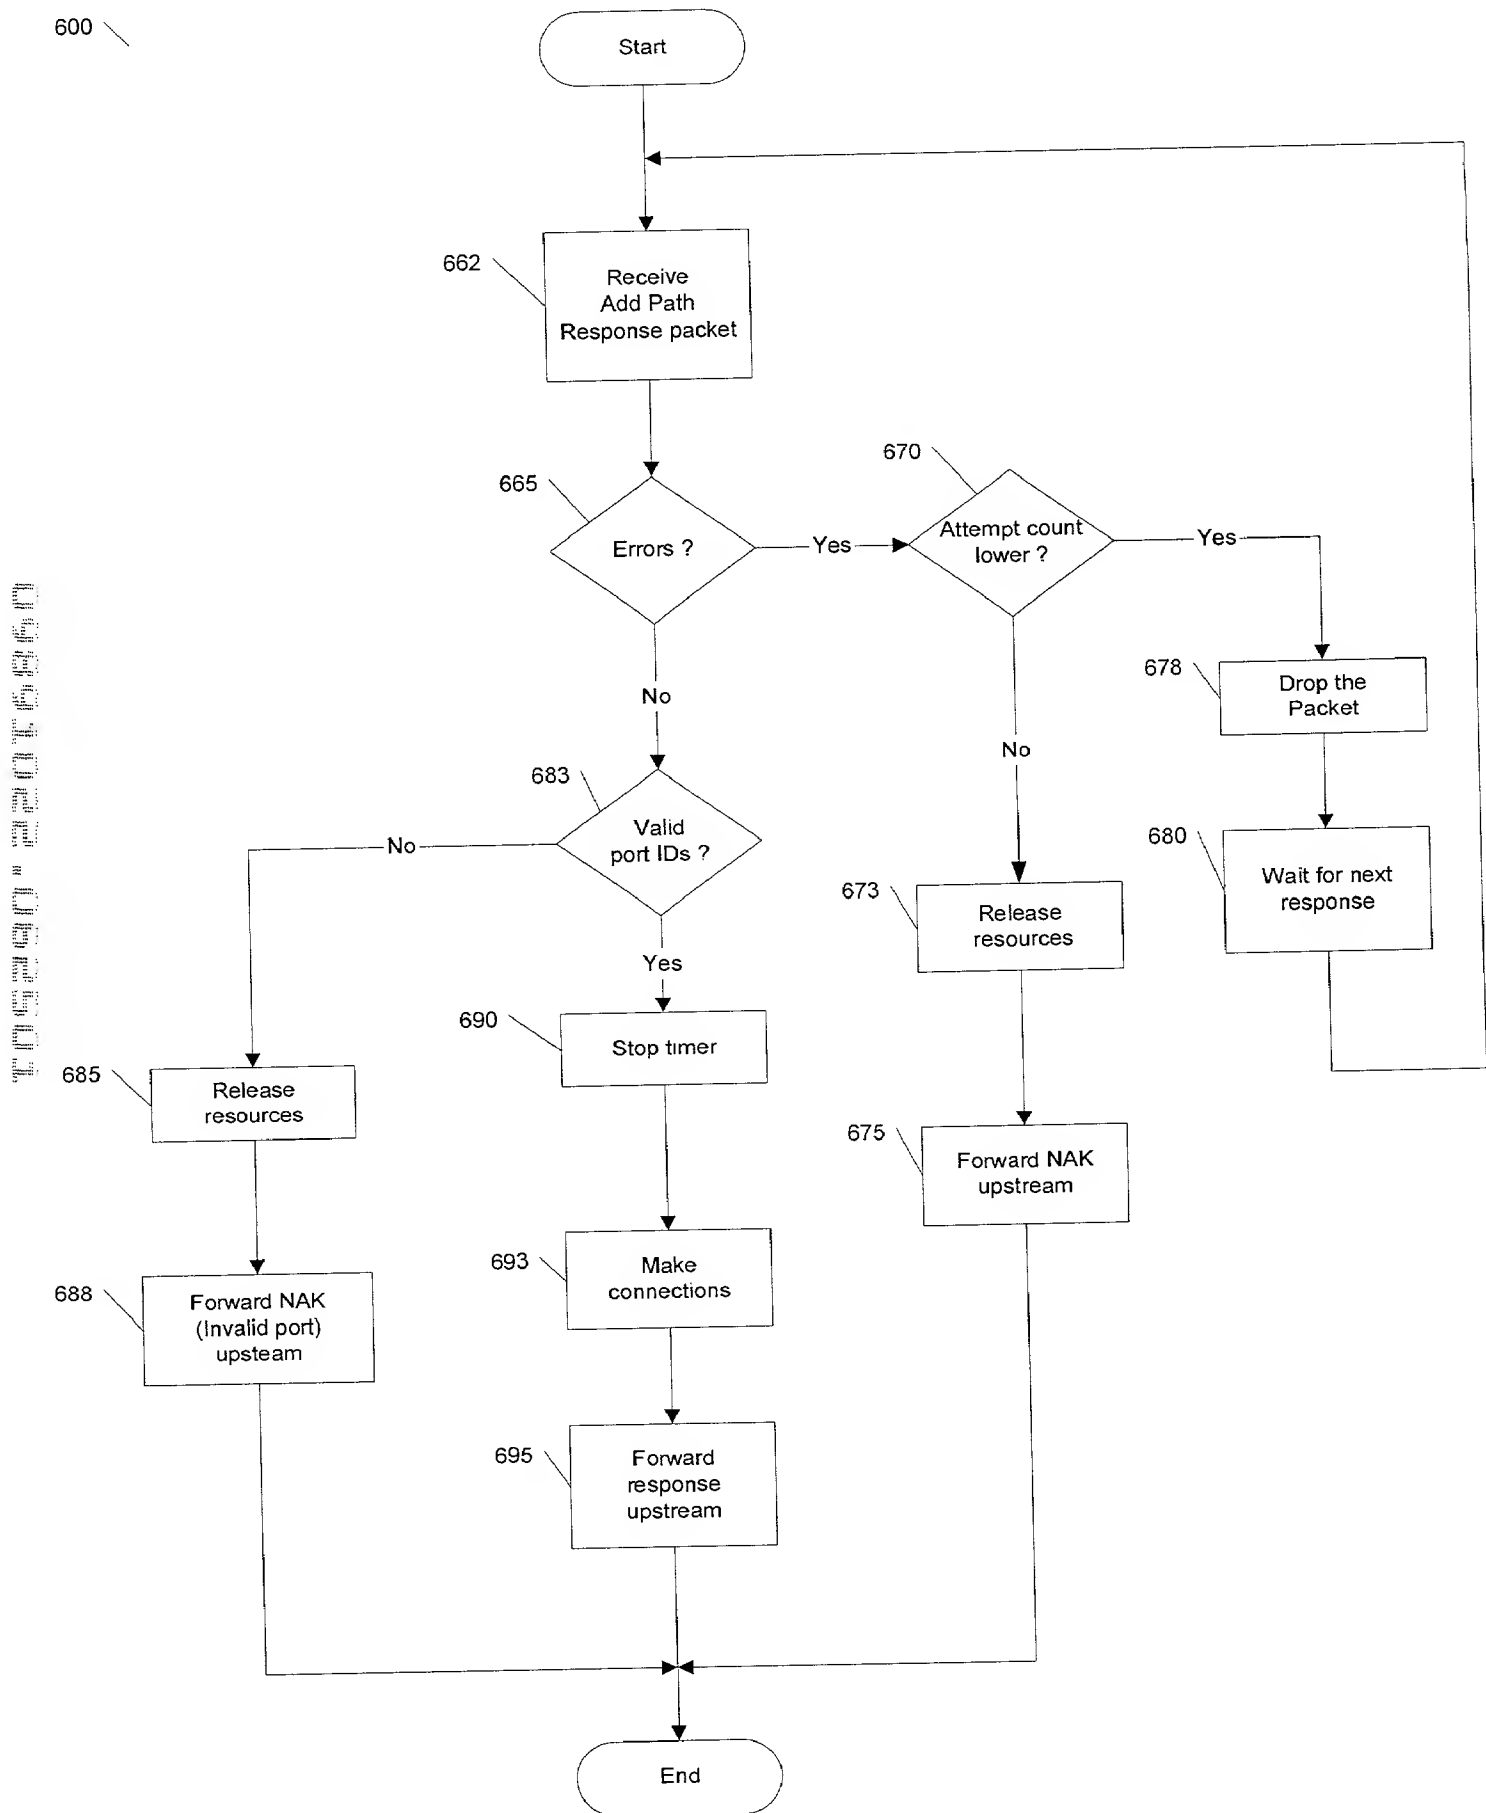 600
Start
662
Receive
Add Path
Response packet
665
Errors ?
Yes
670
Attempt count
lower ?
Yes
No
No
678
Drop the
Packet
680
Wait for next
response
683
Valid
port IDs ?
No
Yes
673
Release
resources
690
Stop timer
685
Release
resources
675
Forward NAK
upstream
693
Make
connections
688
Forward NAK
(Invalid port)
upsteam
695
Forward
response
upstream
End